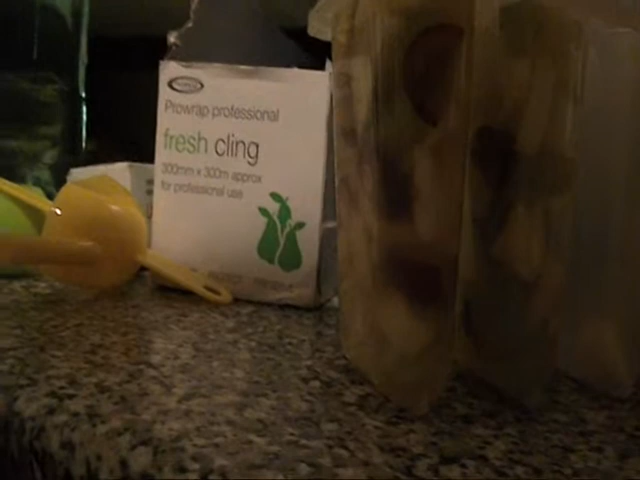 Prowrap professional
fresh cling
300mm x 300m approx
for professional use